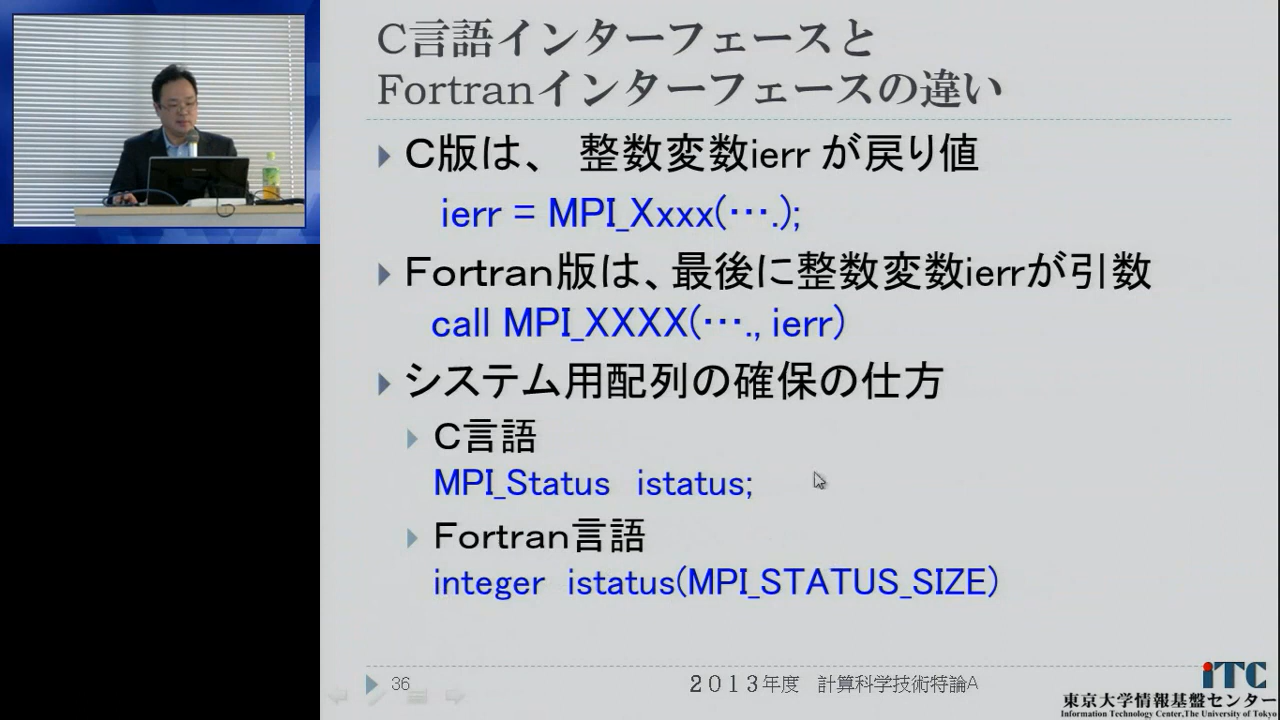 C言語インターフェースと
Fortranインターフェースの違い
C版は、 整数変数ierr が戻り値
ierr = MPI_Xxxx(….);
Fortran版は、最後に整数変数ierrが引数
call MPI_XXXX(…., ierr)
システム用配列の確保の仕方
C言語
MPI_Status istatus;
Fortran言語
integer istatus(MPI_STATUS_SIZE)
36
2013年度 計算科学技術特論A
iTC
東京大学情報基盤センター
Information Technology Center,The University of Tokyo